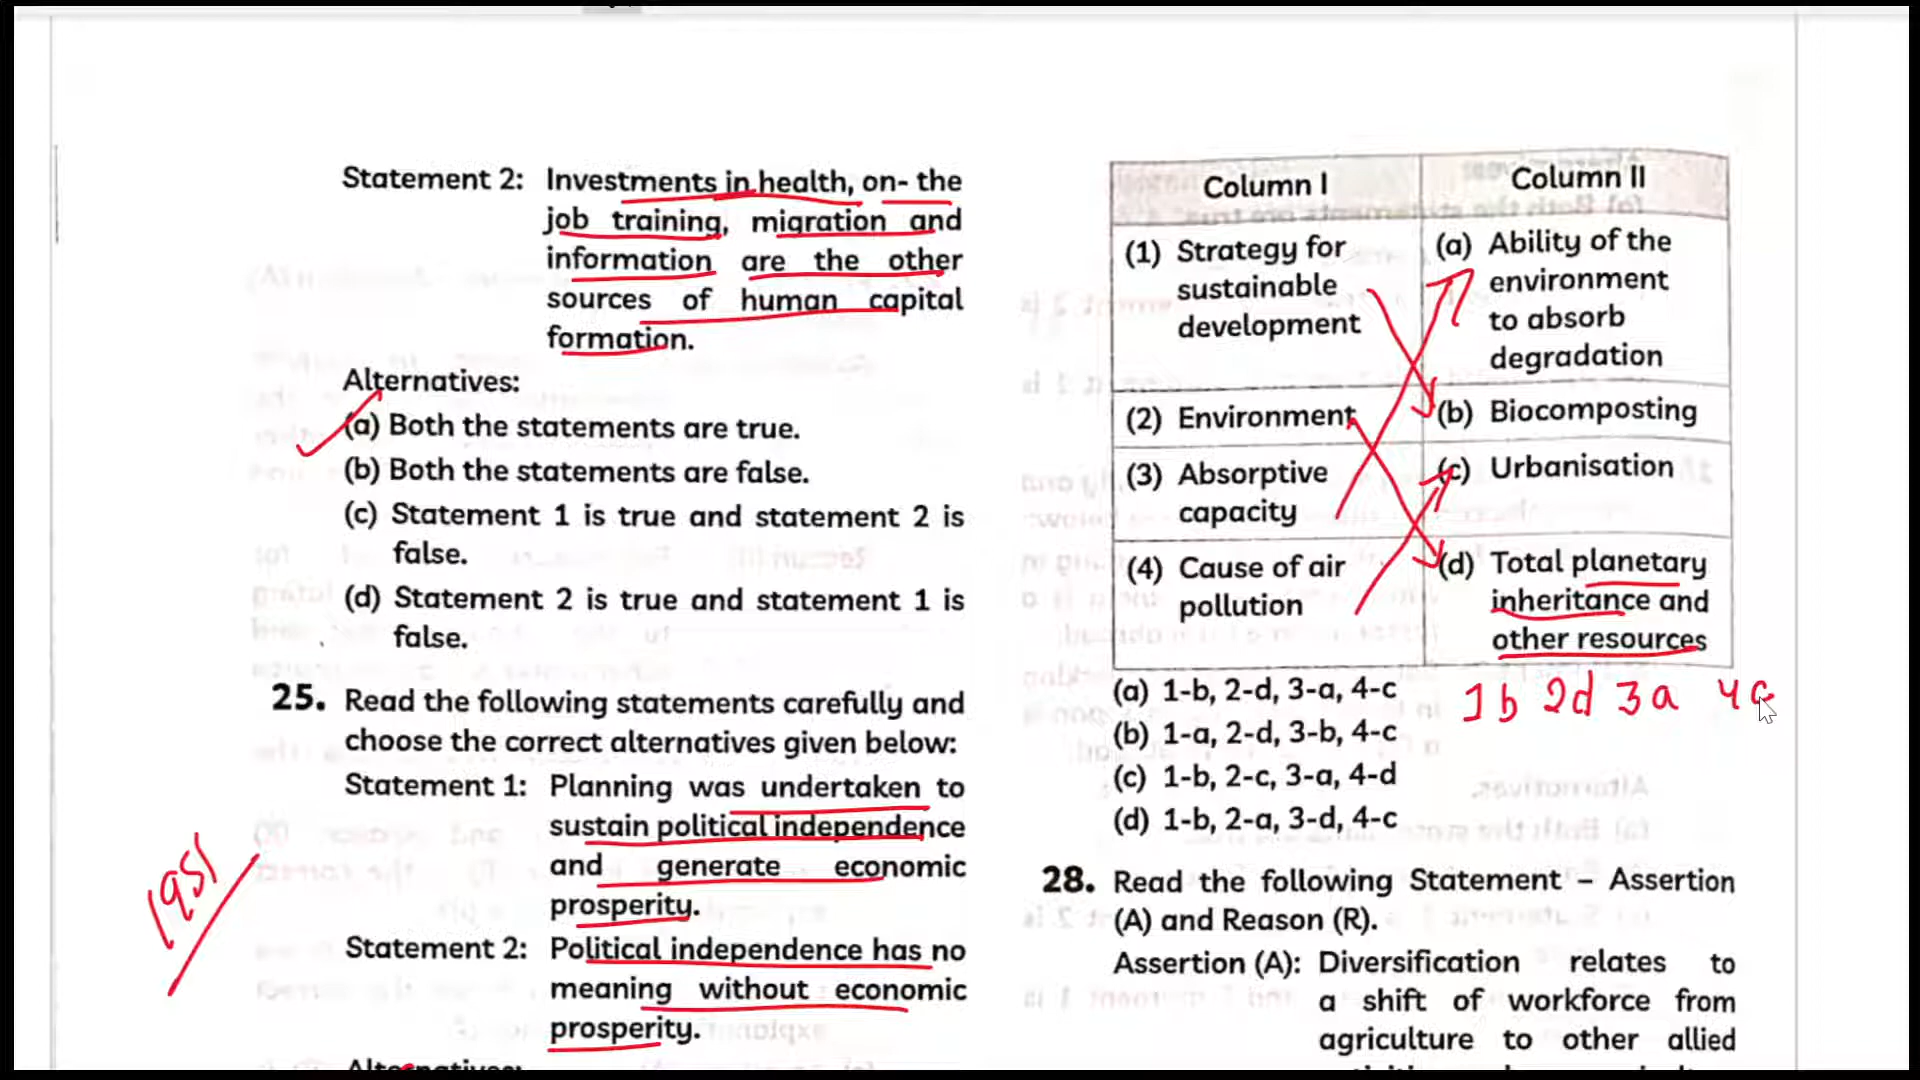 Statement 2: Investments in health, on- the
job training, migration and
information are the other
sources of human capital
formation.
Alternatives:
(a) Both the statements are true.
(b) Both the statements are false.
(c) Statement 1 is true and statement 2 is
false.
(d) Statement 2 is true and statement 1 is
false.
25. Read the following statements carefully and
choose the correct alternatives given below:
Statement 1: Planning was undertaken to
sustain political independence
and generate economic
prosperity.
1951
Statement 2: Political independence has no
meaning without economic
prosperity.
Column I Column II
(1) Strategy for
sustainable
development
(a) Ability of the
environment
to absorb
degradation
(2) Environment (b) Biocomposting
(3) Absorptive
capacity
(c) Urbanisation
(4) Cause of air
pollution
(d) Total planetary
inheritance and
other resources
(a) 1-b, 2-d, 3-a, 4-c
1b 2d 3a 4c
(b) 1-a, 2-d, 3-b, 4-c
(c) 1-b, 2-c, 3-a, 4-d
(d) 1-b, 2-a, 3-d, 4-c
28. Read the following Statement – Assertion
(A) and Reason (R).
Assertion (A): Diversification relates to
a shift of workforce from
agriculture to other allied